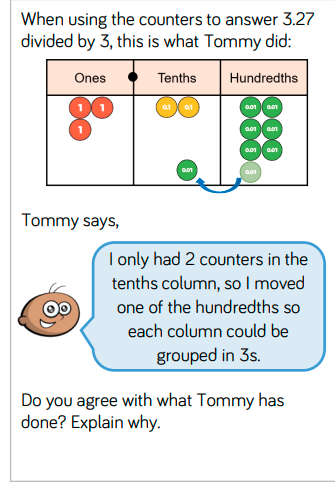 When using the counters to answer 3.27
divided by 3, this is what Tommy did:
Ones Tenths Hundredths
1 1 0.1 0.1 0.01 0.01
1 0.01 0.01
0.01 0.01
0.01 0.01
Tommy says,
I only had 2 counters in the
tenths column, so I moved
one of the hundredths so
each column could be
grouped in 3s.
Do you agree with what Tommy has
done? Explain why.